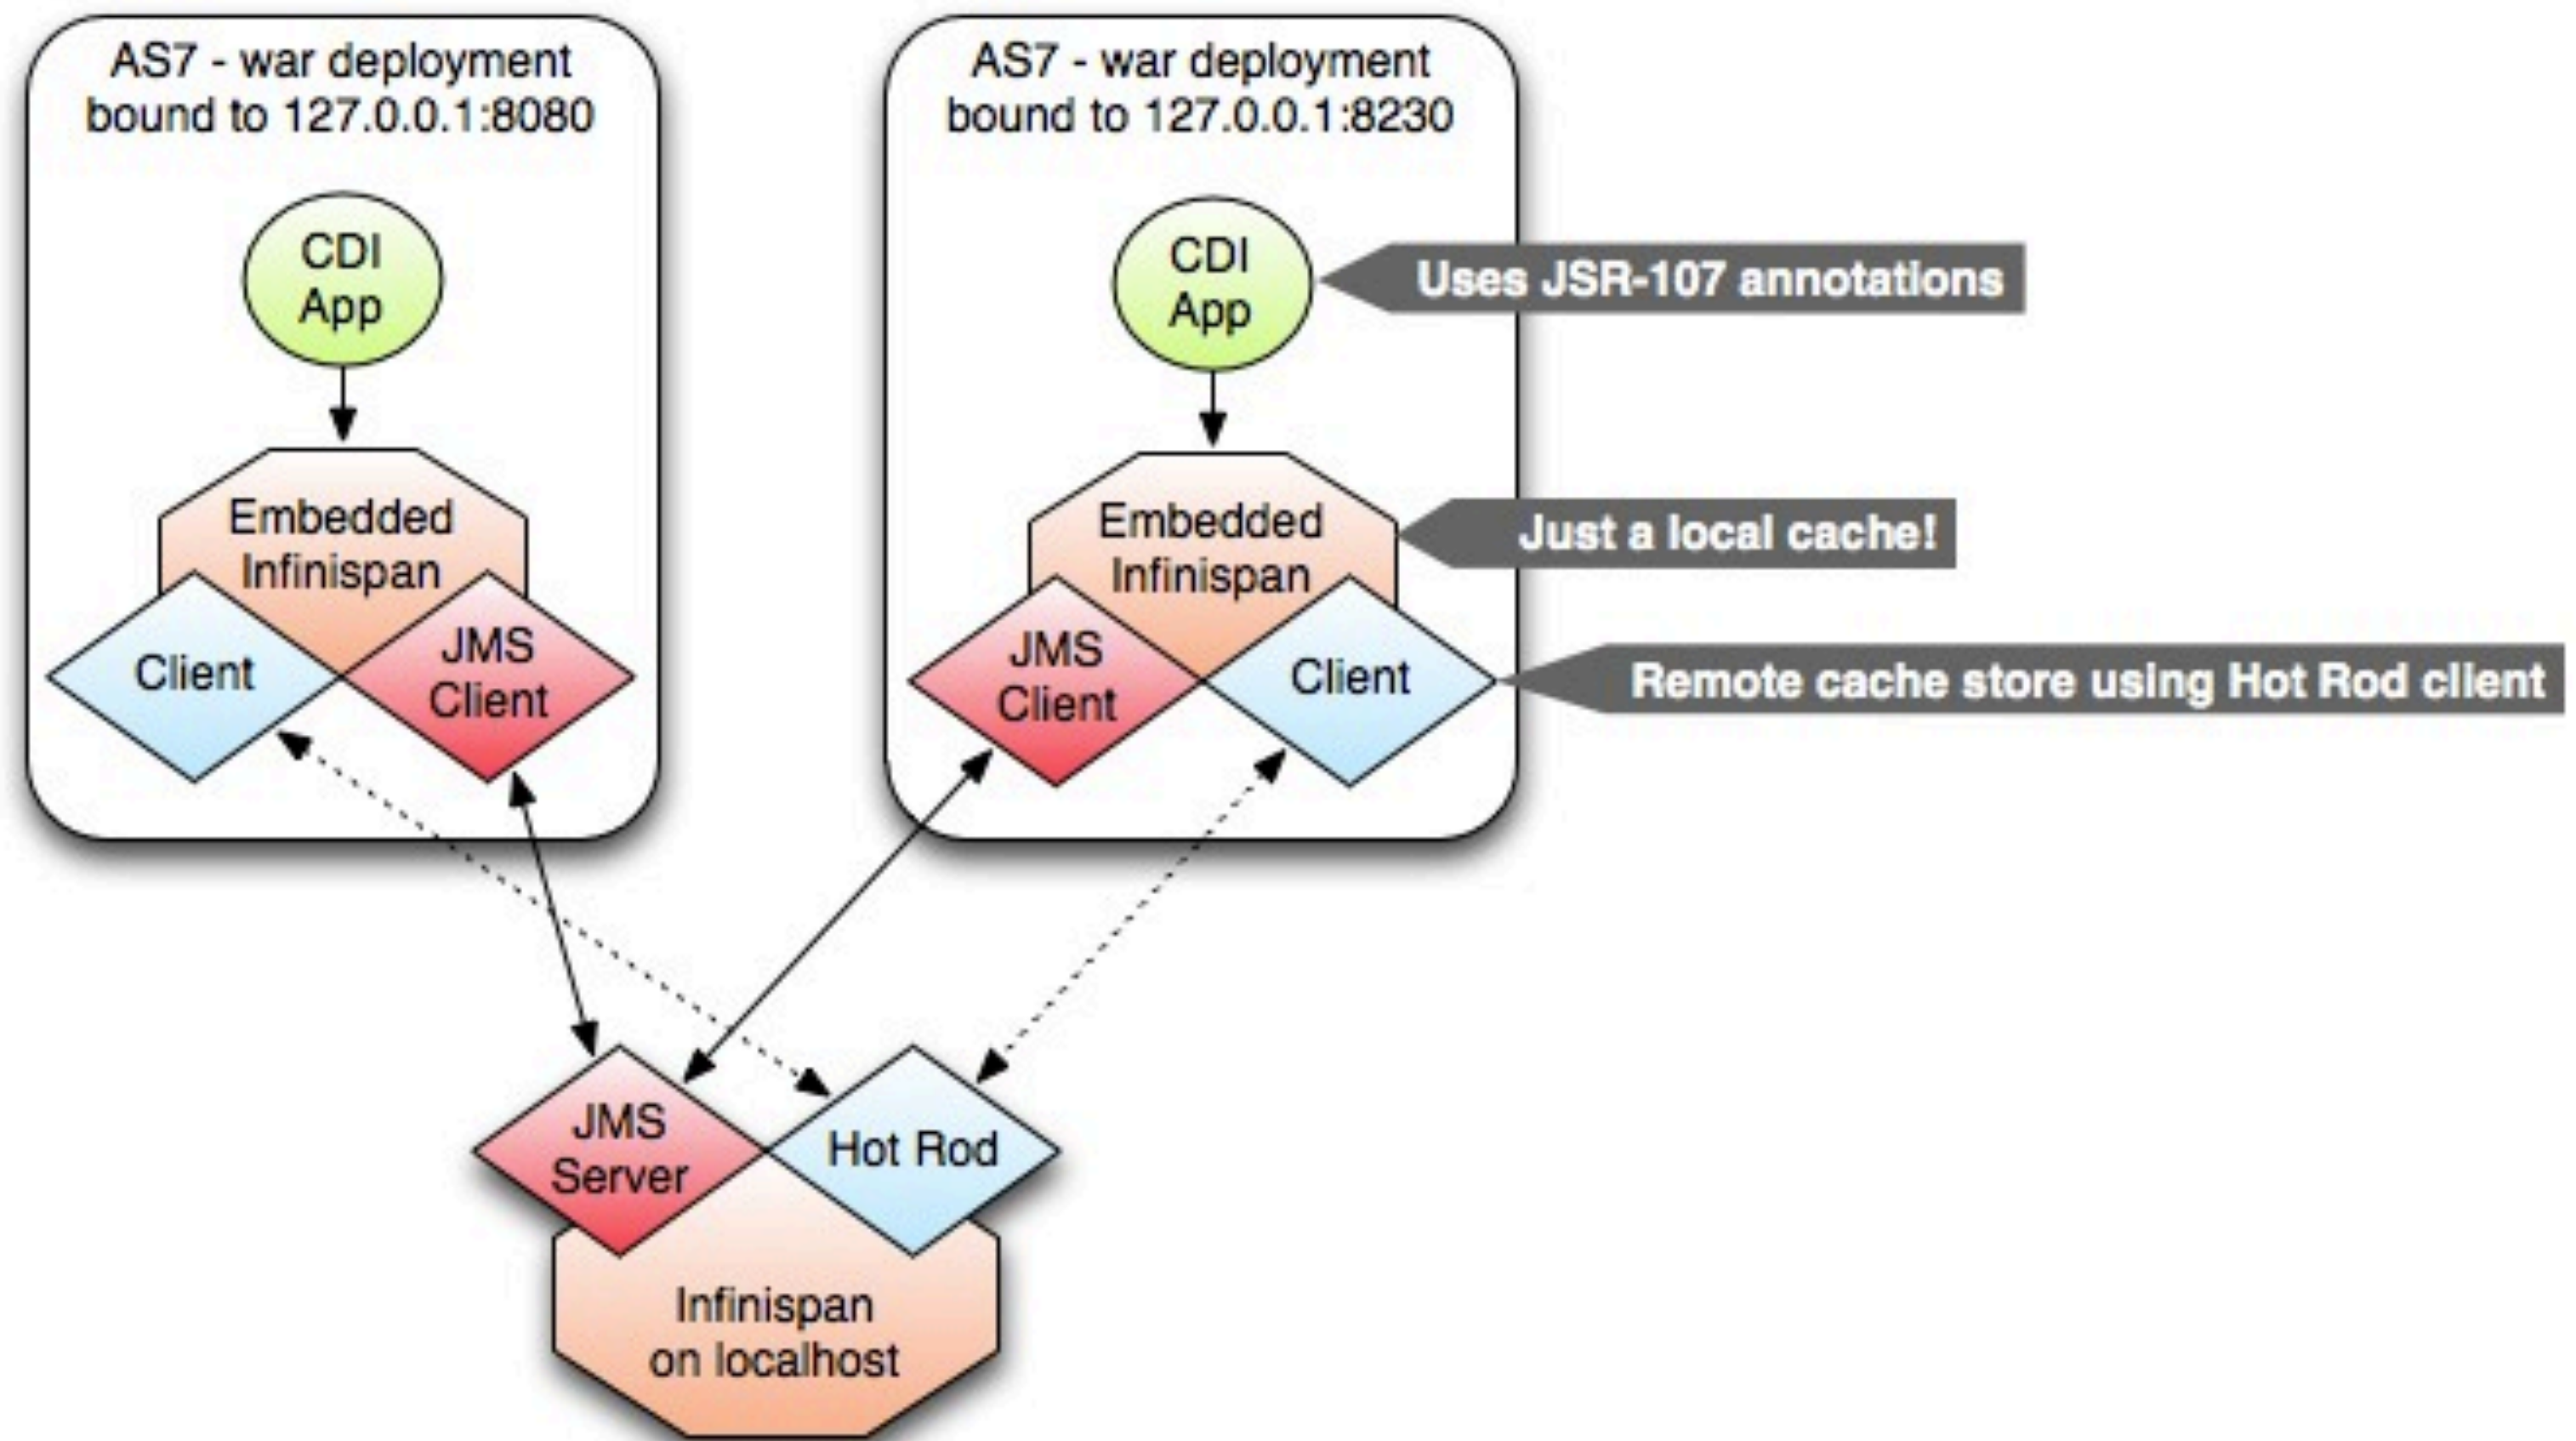 AS7 - war deployment
bound to 127.0.0.1:8080
CDI
App
Embedded
Infinispan
Client
JMS
Client
AS7 - war deployment
bound to 127.0.0.1:8230
CDI
App
Uses JSR-107 annotations
Embedded
Infinispan
Just a local cache!
JMS
Client
Client
Remote cache store using Hot Rod client
JMS
Server
Hot Rod
Infinispan
on localhost